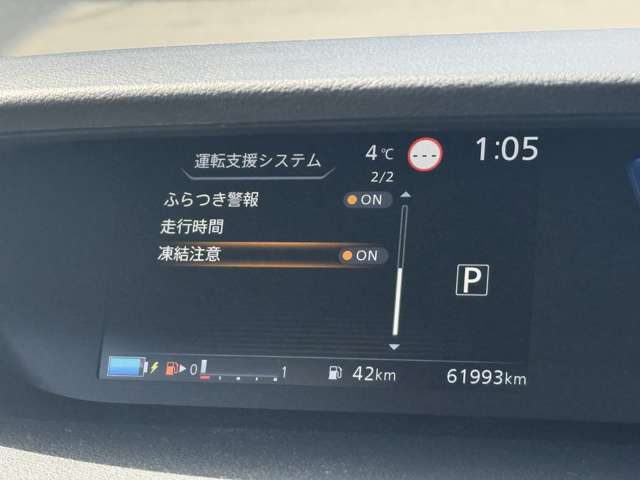 運転支援システム 4℃ --- 1:05
2/2
ふらつき警報 ON
走行時間
凍結注意 ON
P
0 1 42km 61993km